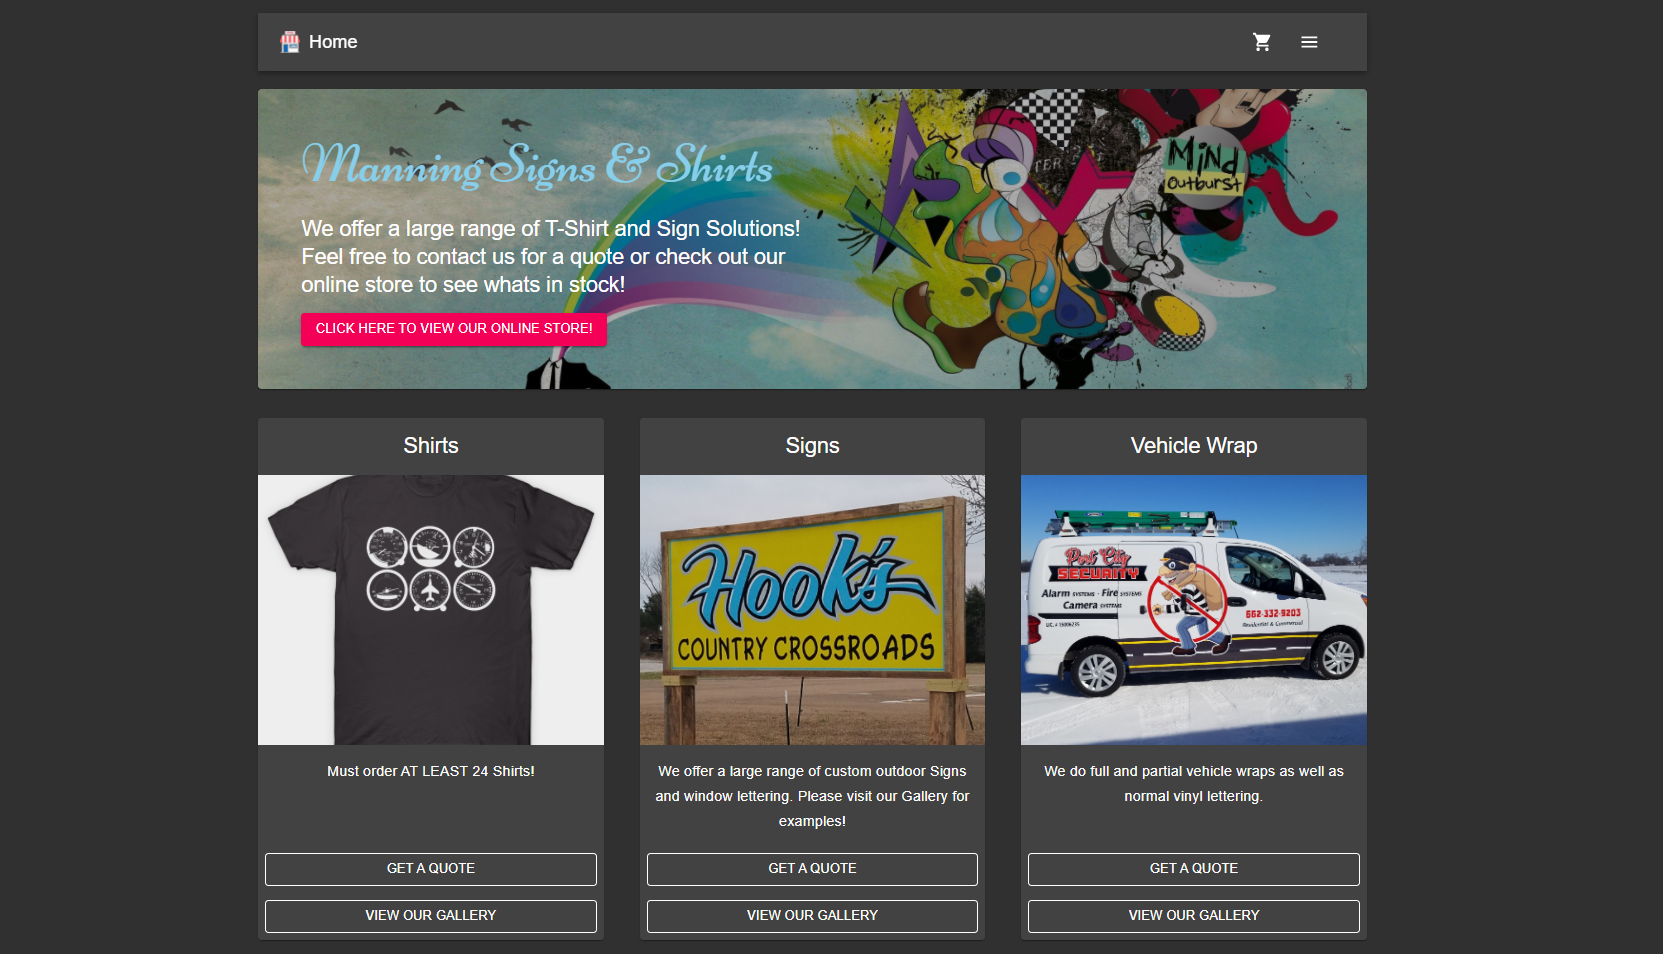 Home
Manning Signs & Shirts
We offer a large range of T-Shirt and Sign Solutions!
Feel free to contact us for a quote or check out our
online store to see whats in stock!
CLICK HERE TO VIEW OUR ONLINE STORE!
MiNd
OutbursT
Shirts
Signs
Vehicle Wrap
Hook's
COUNTRY CROSSROADS
Port City
SECURITY
Alarm SYSTEMS · Fire SYSTEMS
Camera SYSTEMS
LIC. # 15006235
662-332-9203
Residential & Commercial
Must order AT LEAST 24 Shirts!
We offer a large range of custom outdoor Signs
and window lettering. Please visit our Gallery for
examples!
We do full and partial vehicle wraps as well as
normal vinyl lettering.
GET A QUOTE
GET A QUOTE
GET A QUOTE
VIEW OUR GALLERY
VIEW OUR GALLERY
VIEW OUR GALLERY